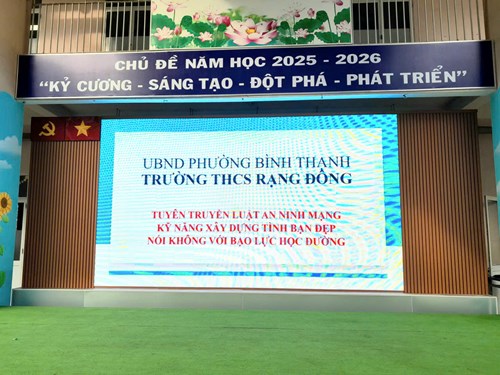 CHỦ ĐỀ NĂM HỌC 2025 - 2026
“KỶ CƯƠNG - SÁNG TẠO - ĐỘT PHÁ - PHÁT TRIỂN”
UBND PHƯỜNG BÌNH THẠNH
TRƯỜNG THCS RẠNG ĐÔNG
TUYÊN TRUYỀN LUẬT AN NINH MẠNG
KỸ NĂNG XÂY DỰNG TÌNH BẠN ĐẸP
NÓI KHÔNG VỚI BẠO LỰC HỌC ĐƯỜNG